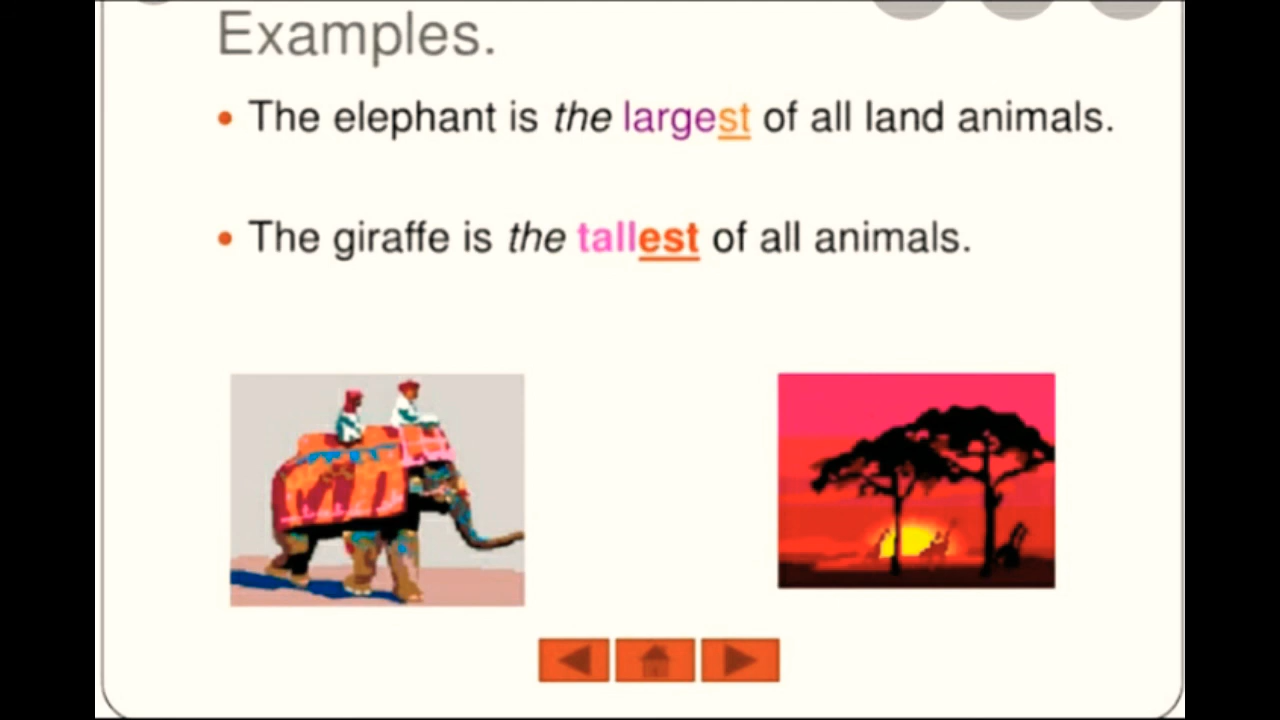 Examples.
• The elephant is the largest of all land animals.
• The giraffe is the tallest of all animals.